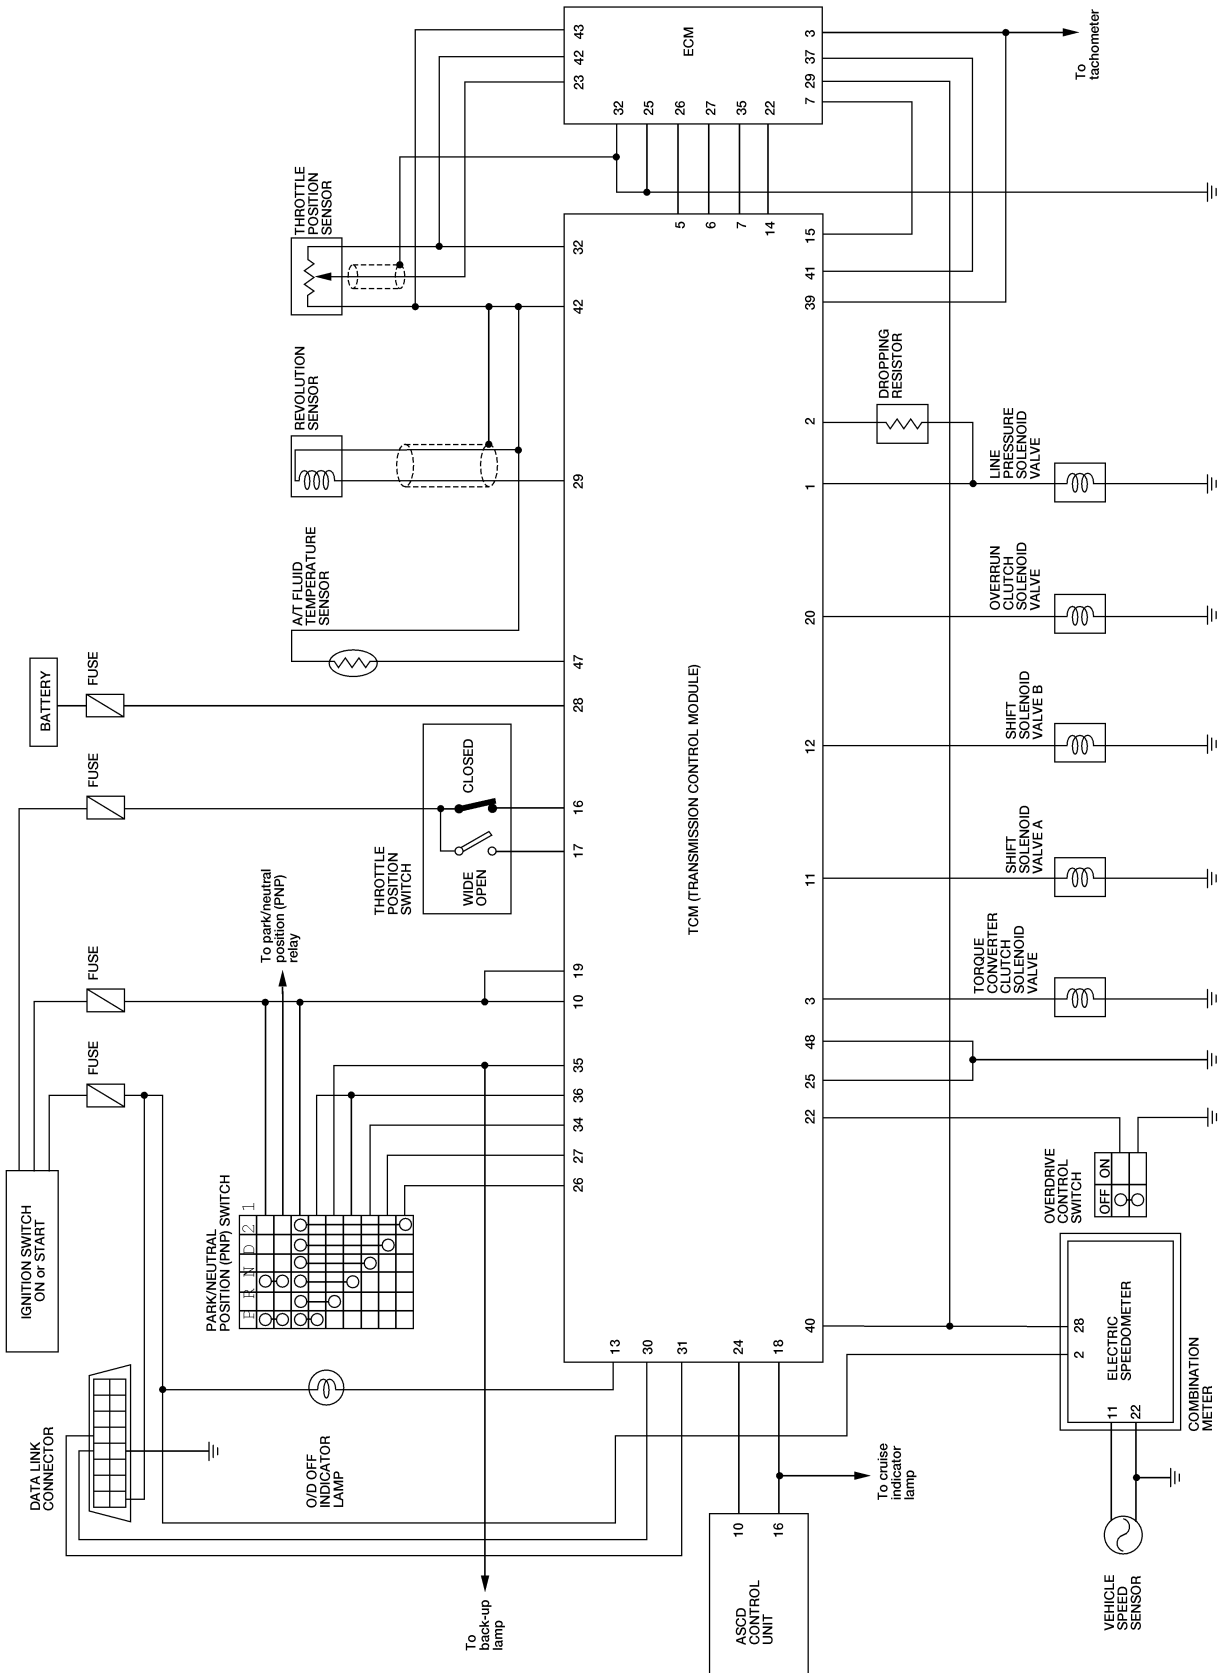 DATA LINK
CONNECTOR
IGNITION SWITCH
ON or START
FUSE
FUSE
FUSE
BATTERY
FUSE
PARK/NEUTRAL
POSITION (PNP) SWITCH
P R N D 2 1
To park/neutral
position (PNP)
relay
O/D OFF
INDICATOR
LAMP
To
back-up
lamp
THROTTLE
POSITION
SWITCH
WIDE
OPEN
CLOSED
A/T FLUID
TEMPERATURE
SENSOR
REVOLUTION
SENSOR
THROTTLE
POSITION
SENSOR
13
30
31
24
18
26
27
34
36
35
10
19
17
16
28
47
29
42
32
TCM (TRANSMISSION CONTROL MODULE)
5
6
7
14
40
22
25
48
3
11
12
20
1
2
39
41
15
ECM
43
42
23
32
25
26
27
35
22
3
37
29
7
To
tachometer
ASCD
CONTROL
UNIT
10
16
To cruise
indicator
lamp
VEHICLE
SPEED
SENSOR
11
22
ELECTRIC
SPEEDOMETER
2
28
COMBINATION
METER
OVERDRIVE
CONTROL
SWITCH
OFF
ON
TORQUE
CONVERTER
CLUTCH
SOLENOID
VALVE
SHIFT
SOLENOID
VALVE A
SHIFT
SOLENOID
VALVE B
OVERRUN
CLUTCH
SOLENOID
VALVE
LINE
PRESSURE
SOLENOID
VALVE
DROPPING
RESISTOR